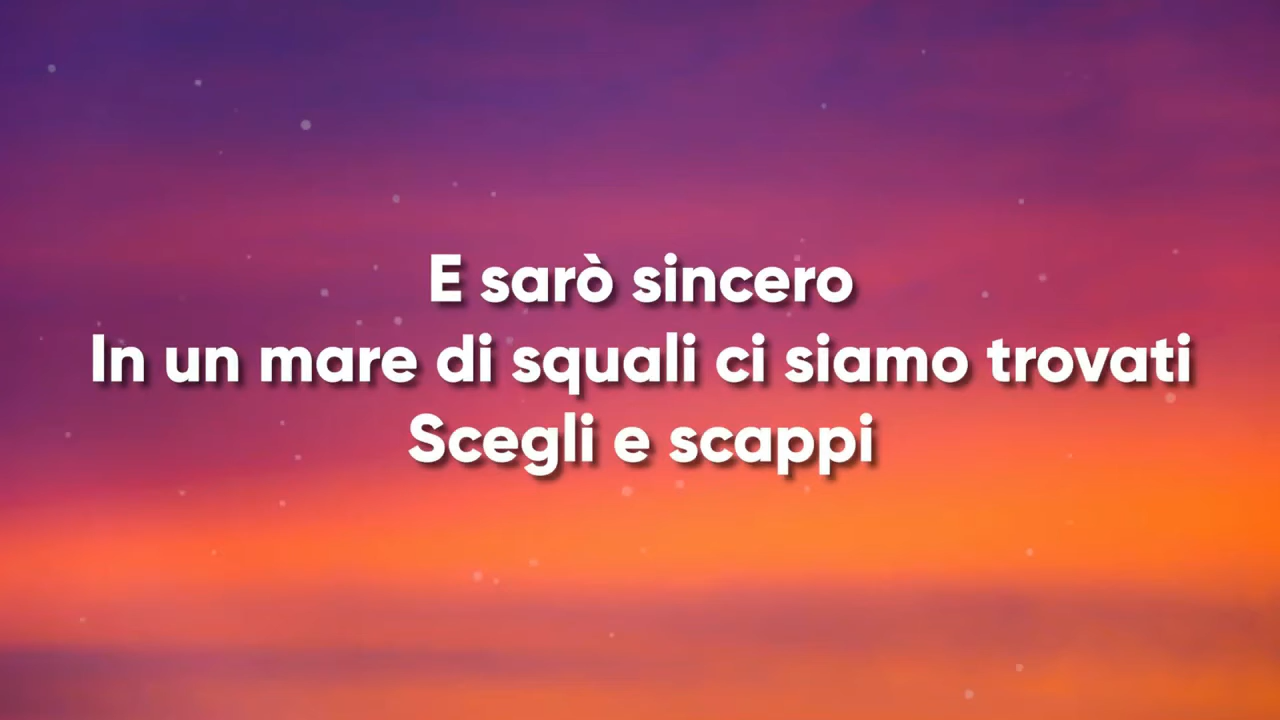 E sarò sincero
In un mare di squali ci siamo trovati
Scegli e scappi